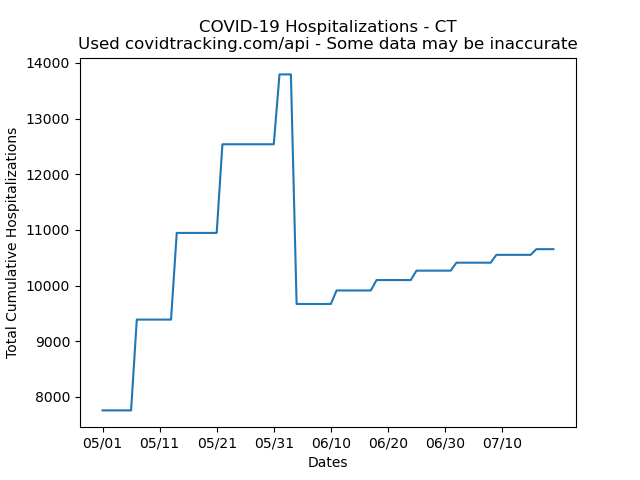 COVID-19 Hospitalizations - CT
Used covidtracking.com/api - Some data may be inaccurate
Total Cumulative Hospitalizations
14000
13000
12000
11000
10000
9000
8000
05/01 05/11 05/21 05/31 06/10 06/20 06/30 07/10
Dates